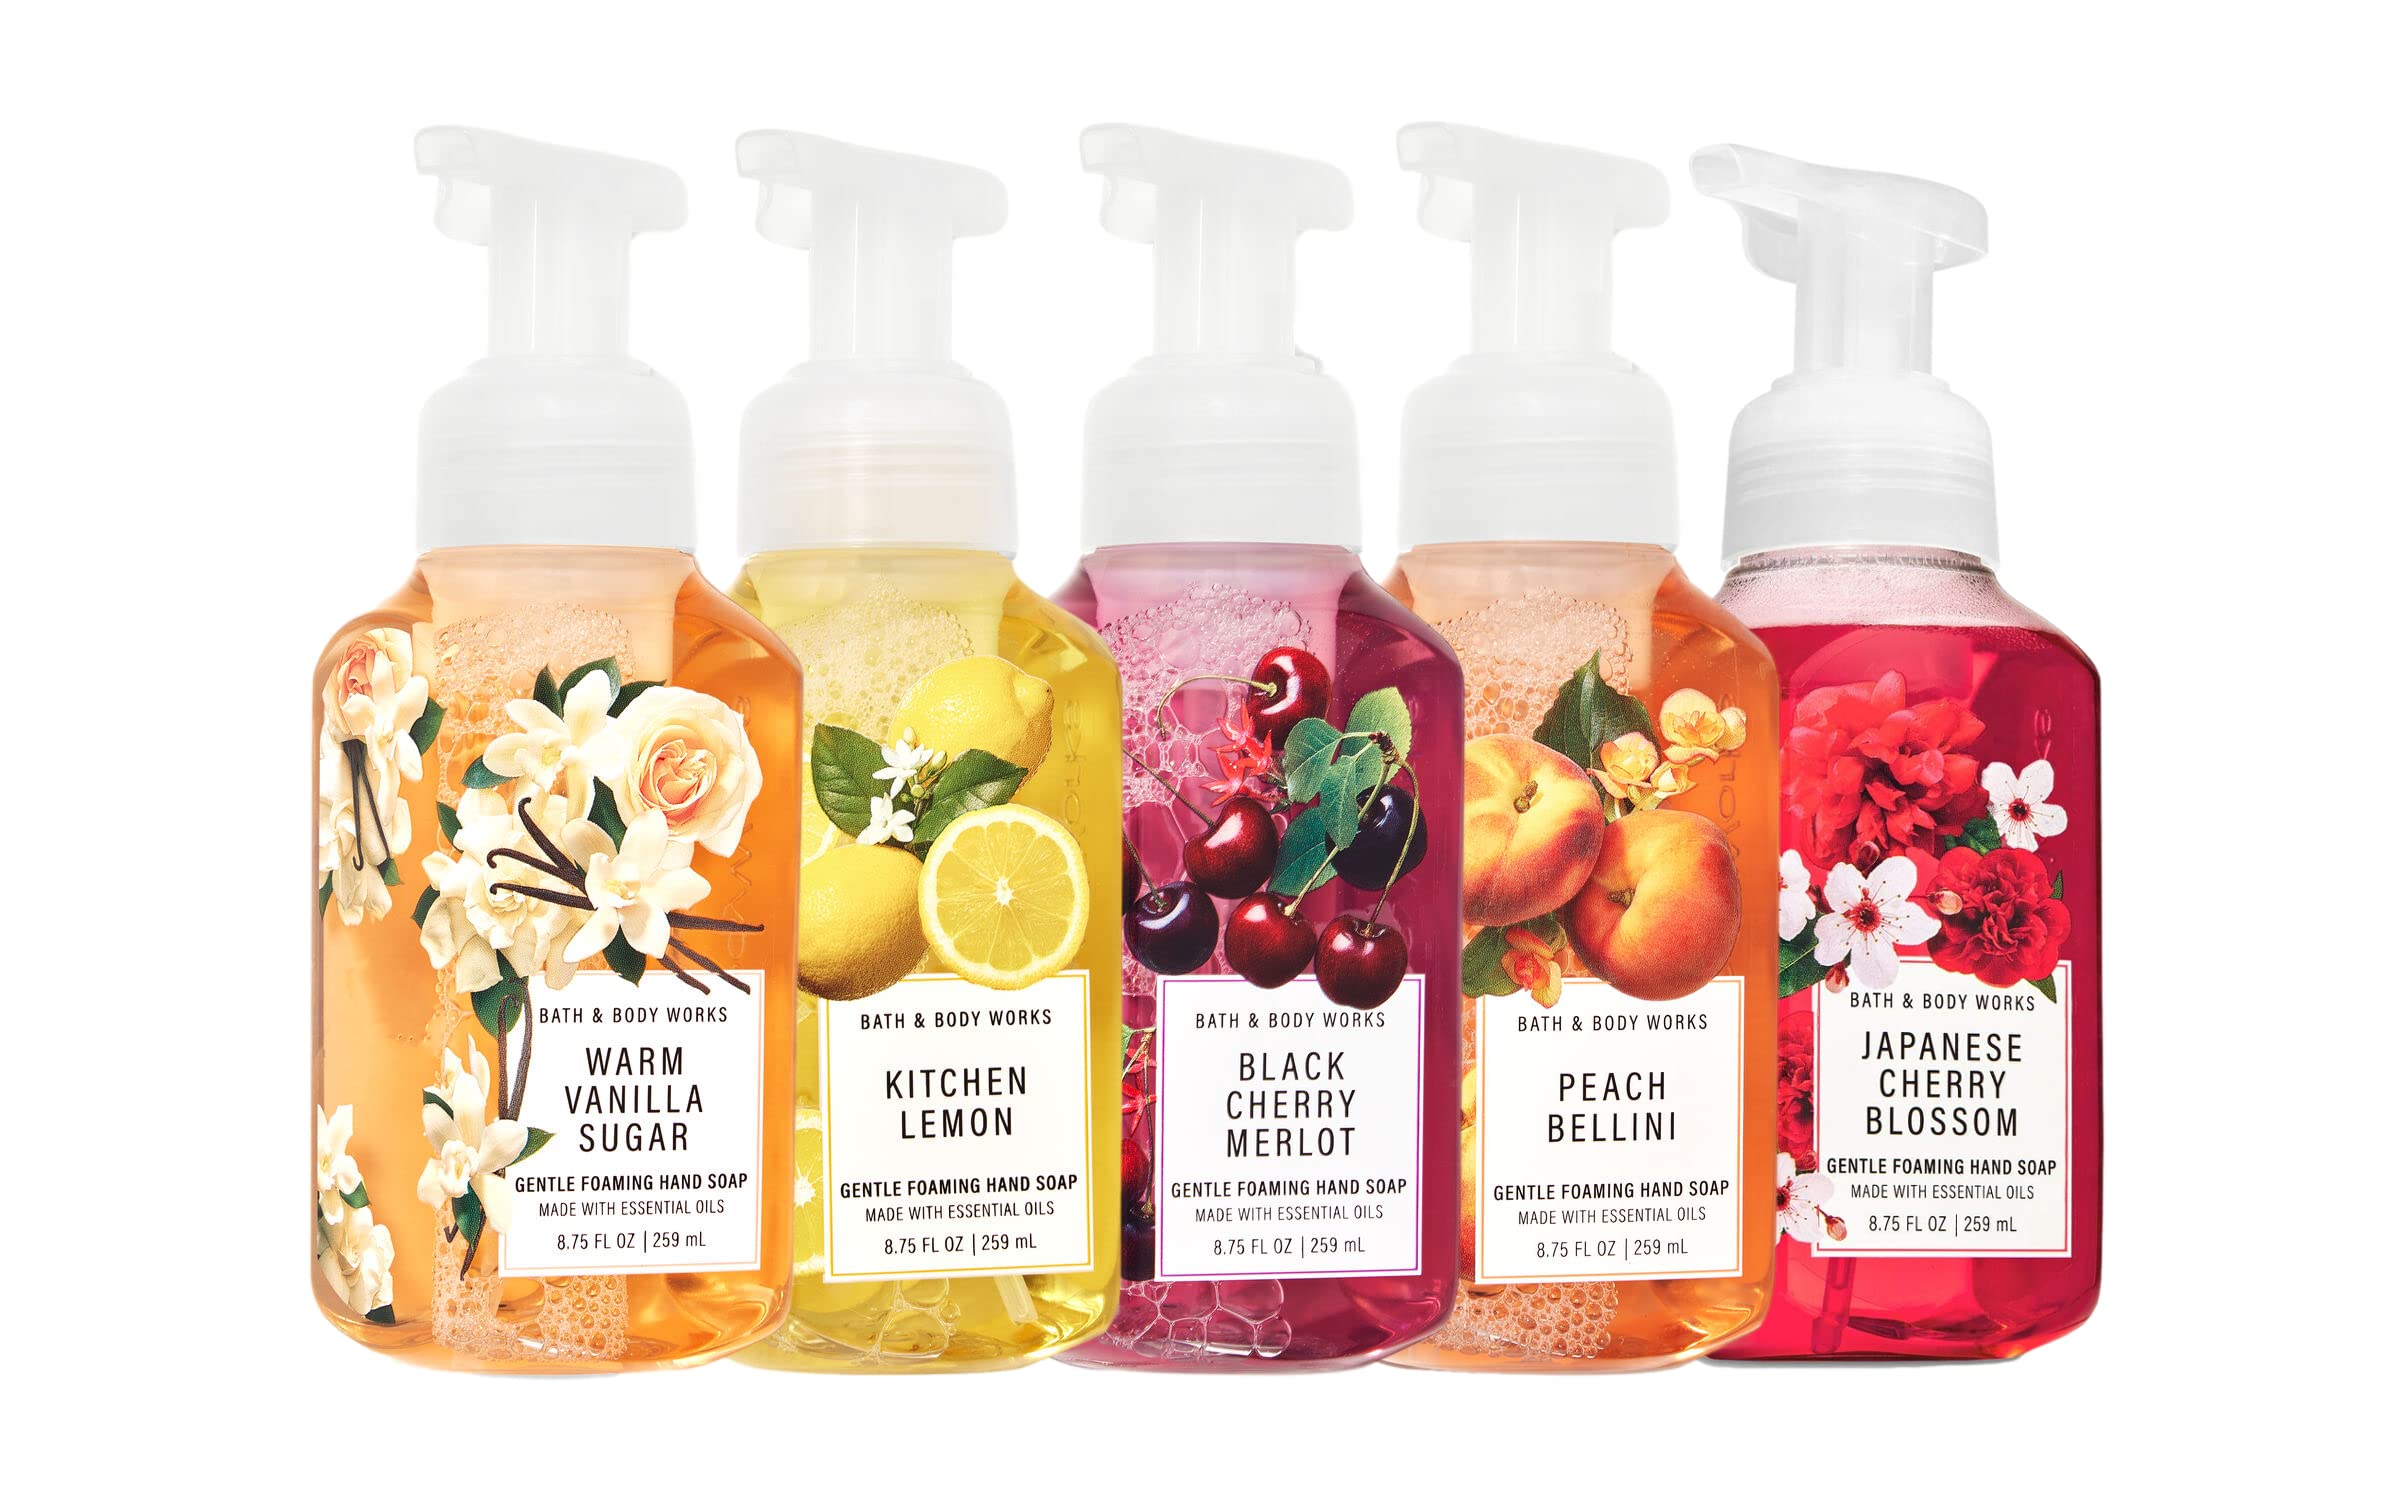 BATH & BODY WORKS
WARM
VANILLA
SUGAR
GENTLE FOAMING HAND SOAP
MADE WITH ESSENTIAL OILS
8.75 FL OZ | 259 mL
BATH & BODY WORKS
KITCHEN
LEMON
GENTLE FOAMING HAND SOAP
MADE WITH ESSENTIAL OILS
8.75 FL OZ | 259 mL
BATH & BODY WORKS
BLACK
CHERRY
MERLOT
GENTLE FOAMING HAND SOAP
MADE WITH ESSENTIAL OILS
8.75 FL OZ | 259 mL
BATH & BODY WORKS
PEACH
BELLINI
GENTLE FOAMING HAND SOAP
MADE WITH ESSENTIAL OILS
8.75 FL OZ | 259 mL
BATH & BODY WORKS
JAPANESE
CHERRY
BLOSSOM
GENTLE FOAMING HAND SOAP
MADE WITH ESSENTIAL OILS
8.75 FL OZ | 259 mL